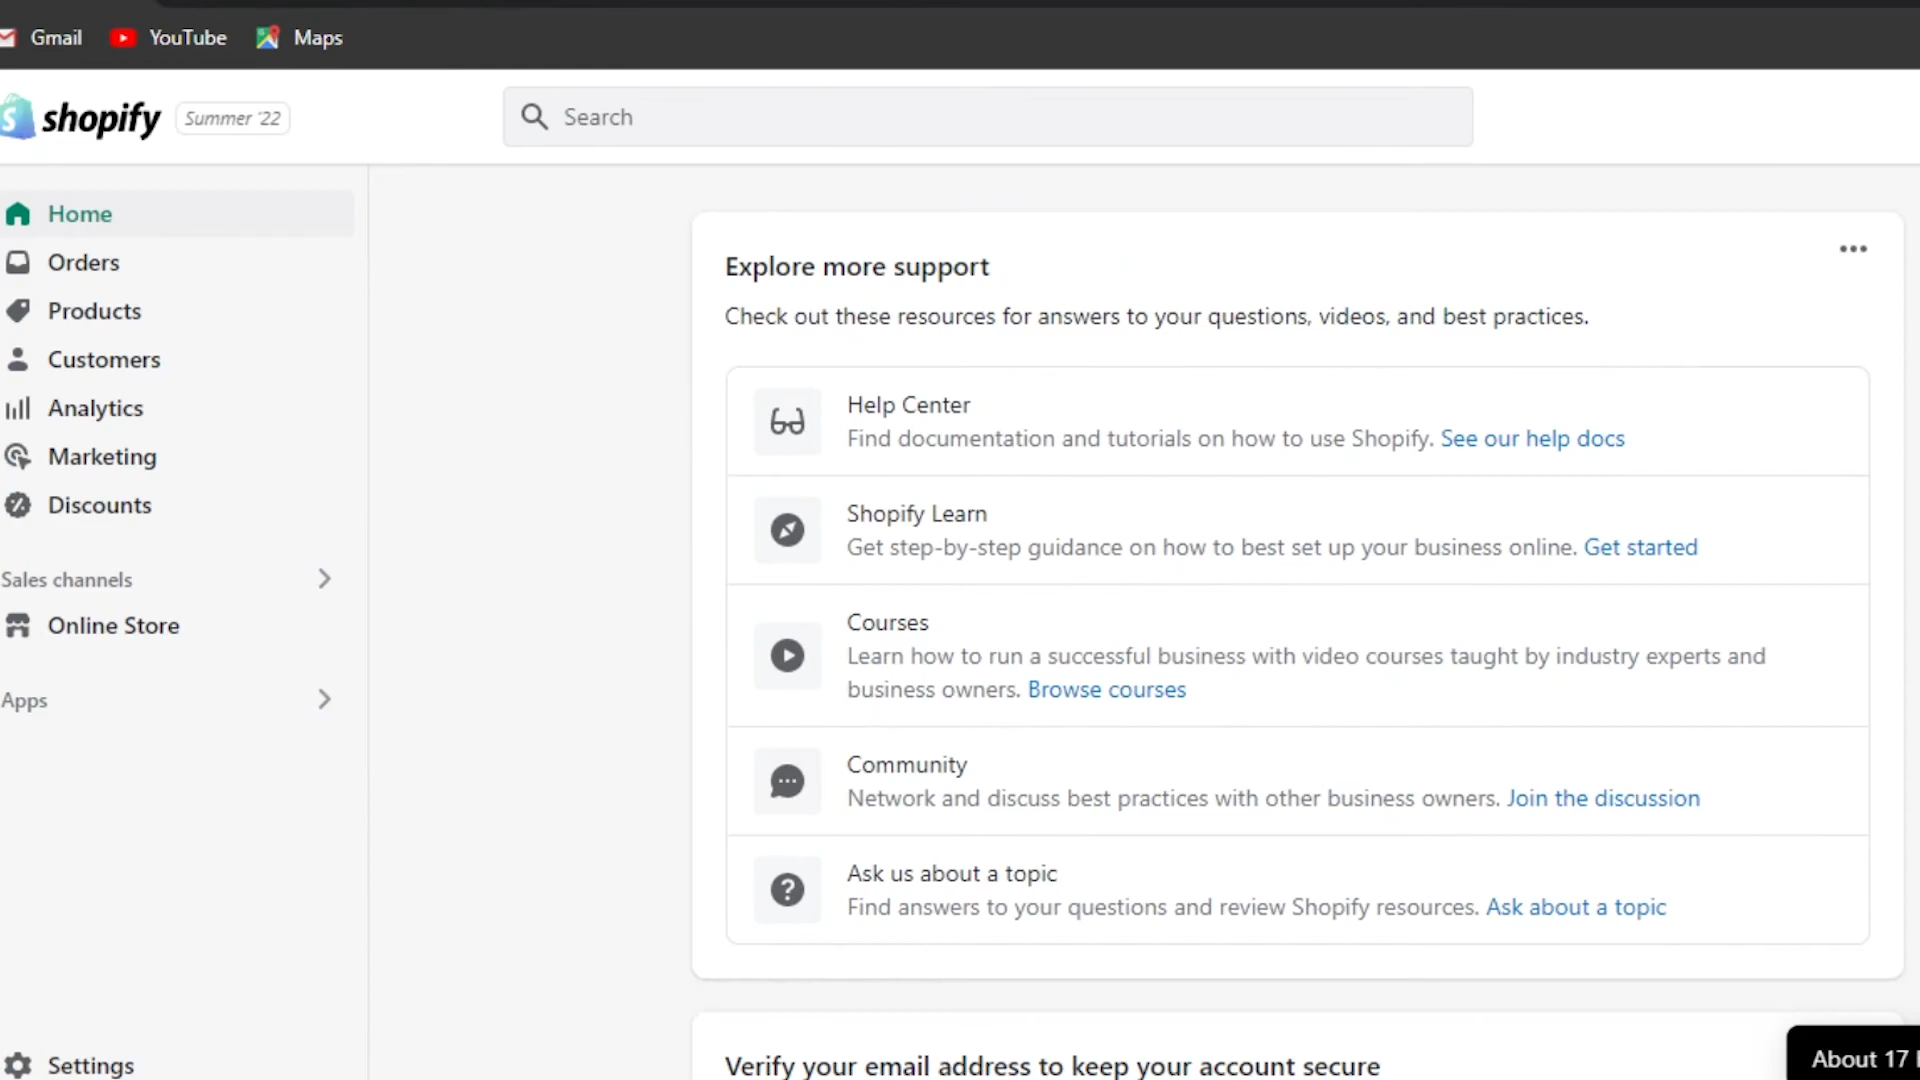 Gmail YouTube Maps
shopify Summer '22 Search
Home
Orders
Products
Customers
Analytics
Marketing
Discounts
Sales channels
Online Store
Apps
Settings
Explore more support
Check out these resources for answers to your questions, videos, and best practices.
Help Center
Find documentation and tutorials on how to use Shopify. See our help docs
Shopify Learn
Get step-by-step guidance on how to best set up your business online. Get started
Courses
Learn how to run a successful business with video courses taught by industry experts and
business owners. Browse courses
Community
Network and discuss best practices with other business owners. Join the discussion
Ask us about a topic
Find answers to your questions and review Shopify resources. Ask about a topic
Verify your email address to keep your account secure
About 17